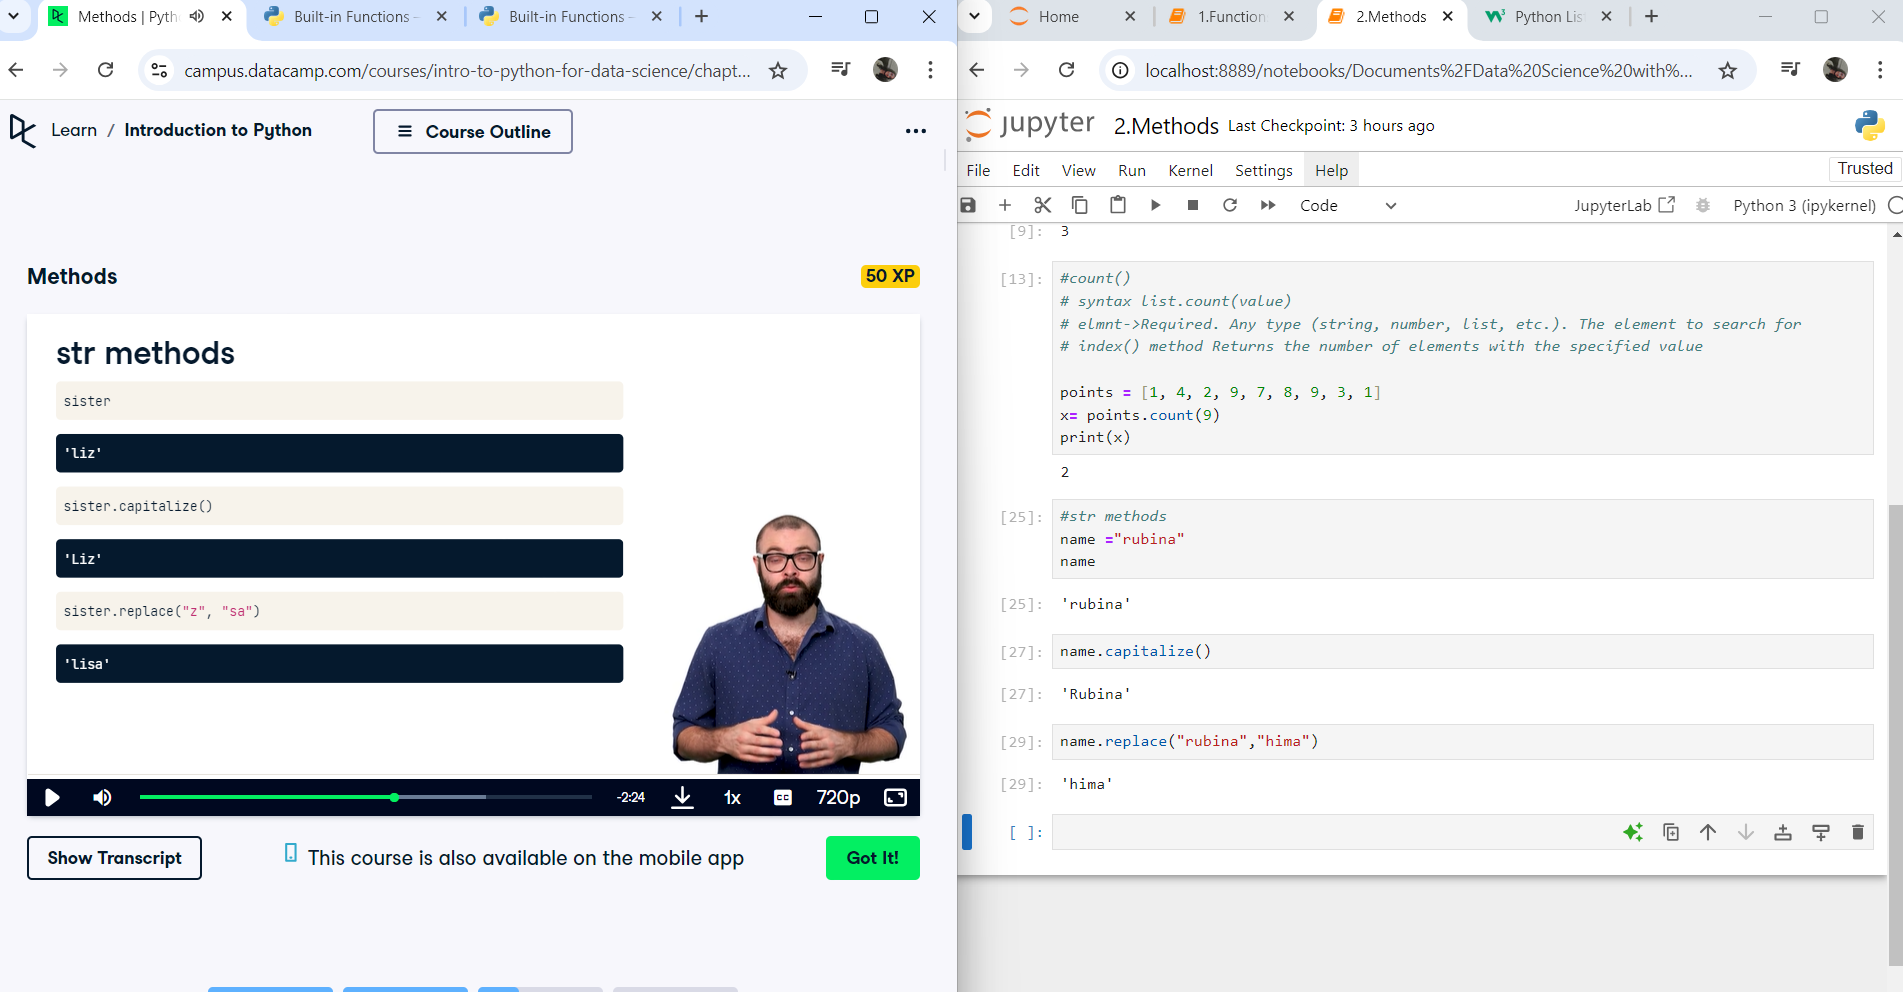 Methods | Pyth
Built-in Functions
Built-in Functions
campus.datacamp.com/courses/intro-to-python-for-data-science/chapt...
Learn / Introduction to Python
Course Outline
Methods
50 XP
str methods
sister
'liz'
sister.capitalize()
'Liz'
sister.replace("z", "sa")
'lisa'
-2:24
1x
CC
720p
Show Transcript
This course is also available on the mobile app
Got It!
Home
1.Function
2.Methods
Python Lis
localhost:8889/notebooks/Documents%2FData%20Science%20with%...
jupyter
2.Methods Last Checkpoint: 3 hours ago
File Edit View Run Kernel Settings Help
Trusted
Code
JupyterLab
Python 3 (ipykernel)
[9]: 3
[13]: #count()
# syntax list.count(value)
# elmnt->Required. Any type (string, number, list, etc.). The element to search for
# index() method Returns the number of elements with the specified value
points = [1, 4, 2, 9, 7, 8, 9, 3, 1]
x= points.count(9)
print(x)
2
[25]: #str methods
name ="rubina"
name
[25]: 'rubina'
[27]: name.capitalize()
[27]: 'Rubina'
[29]: name.replace("rubina","hima")
[29]: 'hima'
[ ]: